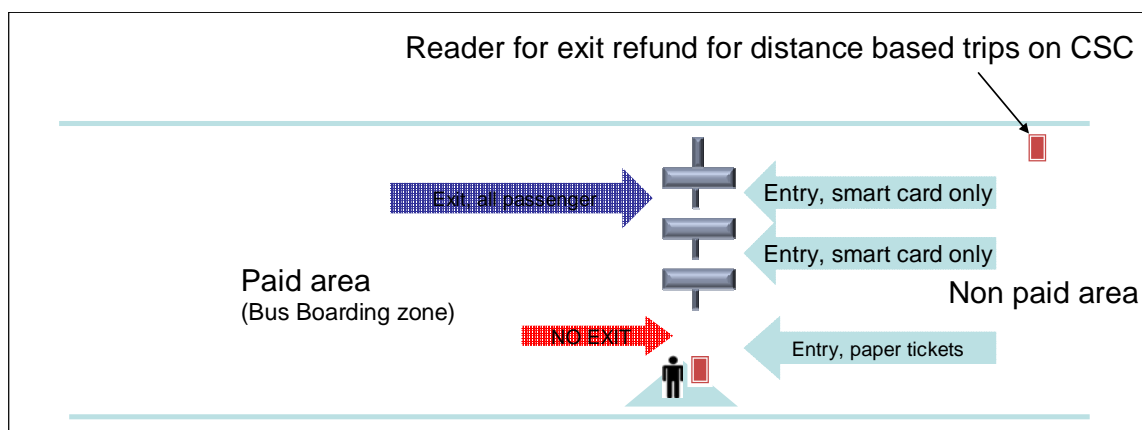 Reader for exit refund for distance based trips on CSC
Exit, all passenger
Entry, smart card only
Entry, smart card only
Paid area
(Bus Boarding zone)
Non paid area
NO EXIT
Entry, paper tickets